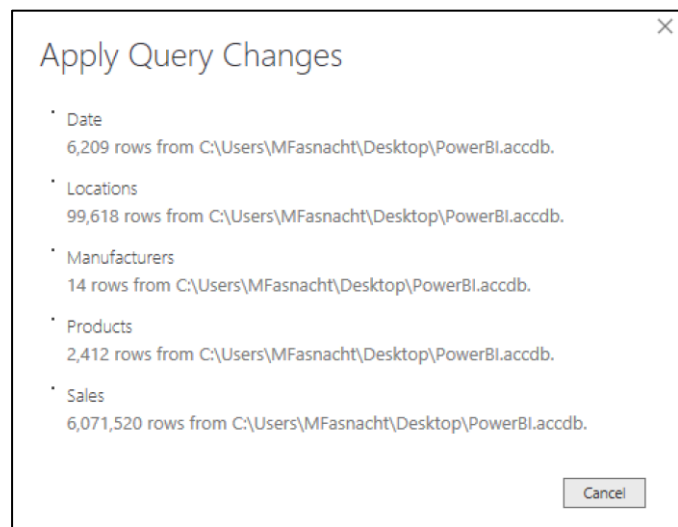 Apply Query Changes
Date
6,209 rows from C:\Users\MFasnacht\Desktop\PowerBI.accdb.
Locations
99,618 rows from C:\Users\MFasnacht\Desktop\PowerBI.accdb.
Manufacturers
14 rows from C:\Users\MFasnacht\Desktop\PowerBI.accdb.
Products
2,412 rows from C:\Users\MFasnacht\Desktop\PowerBI.accdb.
Sales
6,071,520 rows from C:\Users\MFasnacht\Desktop\PowerBI.accdb.
Cancel